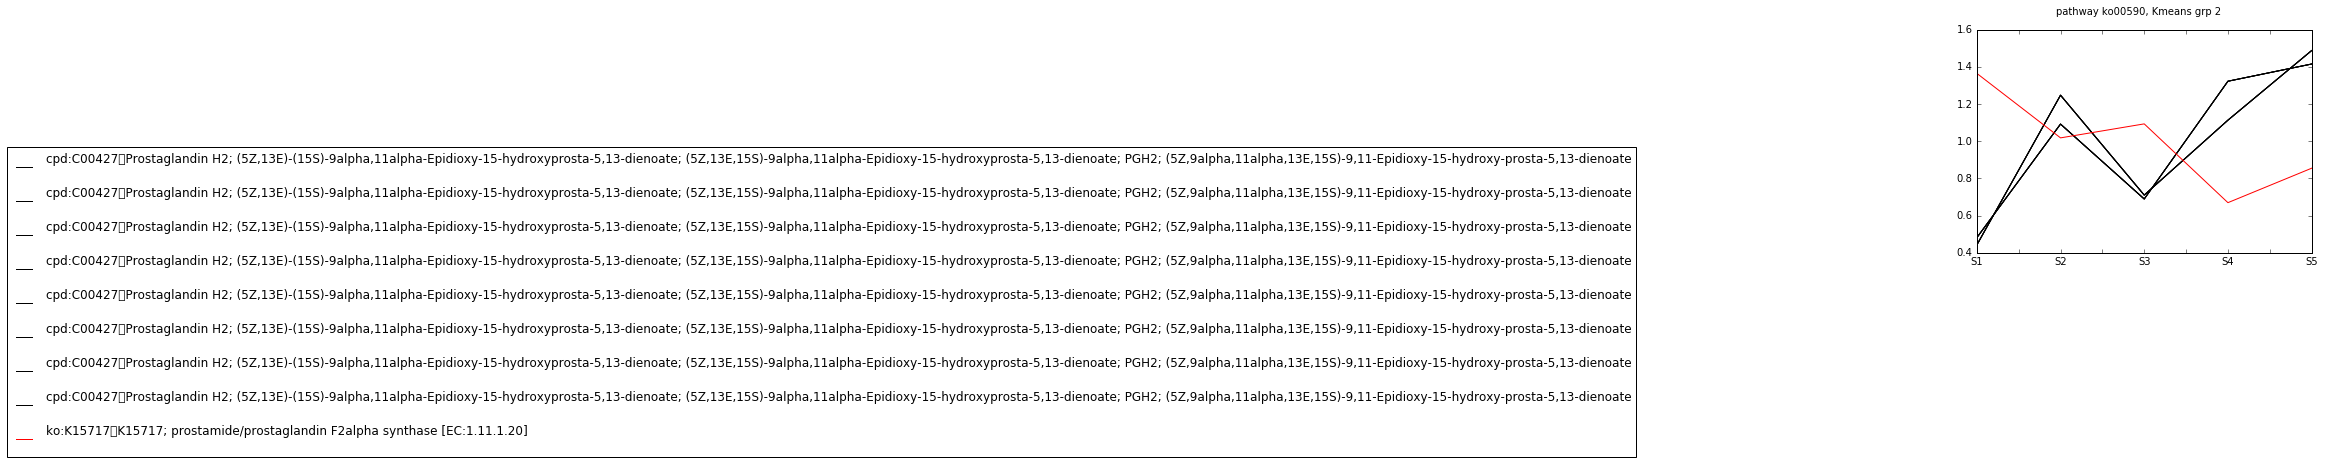 pathway ko00590, Kmeans grp 2
1.6
1.4
1.2
1.0
0.8
0.6
0.4
S1 S2 S3 S4 S5
cpd:C00427▯Prostaglandin H2; (5Z,13E)-(15S)-9alpha,11alpha-Epidioxy-15-hydroxyprosta-5,13-dienoate; (5Z,13E,15S)-9alpha,11alpha-Epidioxy-15-hydroxyprosta-5,13-dienoate; PGH2; (5Z,9alpha,11alpha,13E,15S)-9,11-Epidioxy-15-hydroxy-prosta-5,13-dienoate
cpd:C00427▯Prostaglandin H2; (5Z,13E)-(15S)-9alpha,11alpha-Epidioxy-15-hydroxyprosta-5,13-dienoate; (5Z,13E,15S)-9alpha,11alpha-Epidioxy-15-hydroxyprosta-5,13-dienoate; PGH2; (5Z,9alpha,11alpha,13E,15S)-9,11-Epidioxy-15-hydroxy-prosta-5,13-dienoate
cpd:C00427▯Prostaglandin H2; (5Z,13E)-(15S)-9alpha,11alpha-Epidioxy-15-hydroxyprosta-5,13-dienoate; (5Z,13E,15S)-9alpha,11alpha-Epidioxy-15-hydroxyprosta-5,13-dienoate; PGH2; (5Z,9alpha,11alpha,13E,15S)-9,11-Epidioxy-15-hydroxy-prosta-5,13-dienoate
cpd:C00427▯Prostaglandin H2; (5Z,13E)-(15S)-9alpha,11alpha-Epidioxy-15-hydroxyprosta-5,13-dienoate; (5Z,13E,15S)-9alpha,11alpha-Epidioxy-15-hydroxyprosta-5,13-dienoate; PGH2; (5Z,9alpha,11alpha,13E,15S)-9,11-Epidioxy-15-hydroxy-prosta-5,13-dienoate
cpd:C00427▯Prostaglandin H2; (5Z,13E)-(15S)-9alpha,11alpha-Epidioxy-15-hydroxyprosta-5,13-dienoate; (5Z,13E,15S)-9alpha,11alpha-Epidioxy-15-hydroxyprosta-5,13-dienoate; PGH2; (5Z,9alpha,11alpha,13E,15S)-9,11-Epidioxy-15-hydroxy-prosta-5,13-dienoate
cpd:C00427▯Prostaglandin H2; (5Z,13E)-(15S)-9alpha,11alpha-Epidioxy-15-hydroxyprosta-5,13-dienoate; (5Z,13E,15S)-9alpha,11alpha-Epidioxy-15-hydroxyprosta-5,13-dienoate; PGH2; (5Z,9alpha,11alpha,13E,15S)-9,11-Epidioxy-15-hydroxy-prosta-5,13-dienoate
cpd:C00427▯Prostaglandin H2; (5Z,13E)-(15S)-9alpha,11alpha-Epidioxy-15-hydroxyprosta-5,13-dienoate; (5Z,13E,15S)-9alpha,11alpha-Epidioxy-15-hydroxyprosta-5,13-dienoate; PGH2; (5Z,9alpha,11alpha,13E,15S)-9,11-Epidioxy-15-hydroxy-prosta-5,13-dienoate
cpd:C00427▯Prostaglandin H2; (5Z,13E)-(15S)-9alpha,11alpha-Epidioxy-15-hydroxyprosta-5,13-dienoate; (5Z,13E,15S)-9alpha,11alpha-Epidioxy-15-hydroxyprosta-5,13-dienoate; PGH2; (5Z,9alpha,11alpha,13E,15S)-9,11-Epidioxy-15-hydroxy-prosta-5,13-dienoate
ko:K15717▯K15717; prostamide/prostaglandin F2alpha synthase [EC:1.11.1.20]